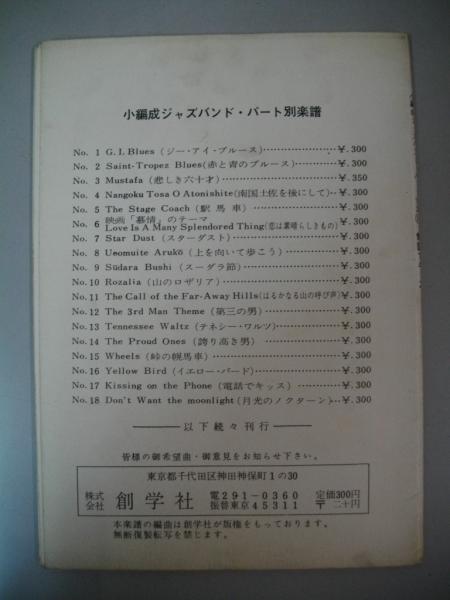 小編成ジャズバンド・パート別楽譜
No. 1 G.I. Blues (ジー・アイ・ブルース)……………¥. 300
No. 2 Saint-Tropez Blues(赤と青のブルース)…………¥. 300
No. 3 Mustafa (悲しき六十才)…………………¥. 350
No. 4 Nangoku Tosa O Atonishite(南国土佐を後にして)…¥. 300
No. 5 The Stage Coach (駅馬車)………………¥. 300
No. 6 映画「慕情」のテーマ
Love Is A Many Splendored Thing(恋は素晴らしきもの) ¥. 300
No. 7 Star Dust (スターダスト)………………¥. 300
No. 8 Ueomuite Arukō (上を向いて歩こう)…………¥. 300
No. 9 Sūdara Bushi (スーダラ節)………………¥. 300
No. 10 Rozalia (山のロザリア)………………¥. 300
No. 11 The Call of the Far-Away Hills(はるかなる山の呼び声) ¥. 300
No. 12 The 3rd Man Theme (第三の男)……………¥. 300
No. 13 Tennessee Waltz (テネシー・ワルツ)…………¥. 300
No. 14 The Proud Ones (誇り高き男)……………¥. 300
No. 15 Wheels (峠の幌馬車)…………………¥. 300
No. 16 Yellow Bird (イエロー・バード)……………¥. 300
No. 17 Kissing on the Phone (電話でキッス)…………¥. 300
No. 18 Don't Want the moonlight (月光のノクターン)…¥. 300
——以下続々刊行——
皆様の御希望曲・御意見をお知らせ下さい。
東京都千代田区神田神保町1の30
株式会社 創学社 電291-0360 定価300円
振替東京45311 〒二十円
本楽譜の編曲は創学社が版権をもっております。
無断複製転写を禁じます。